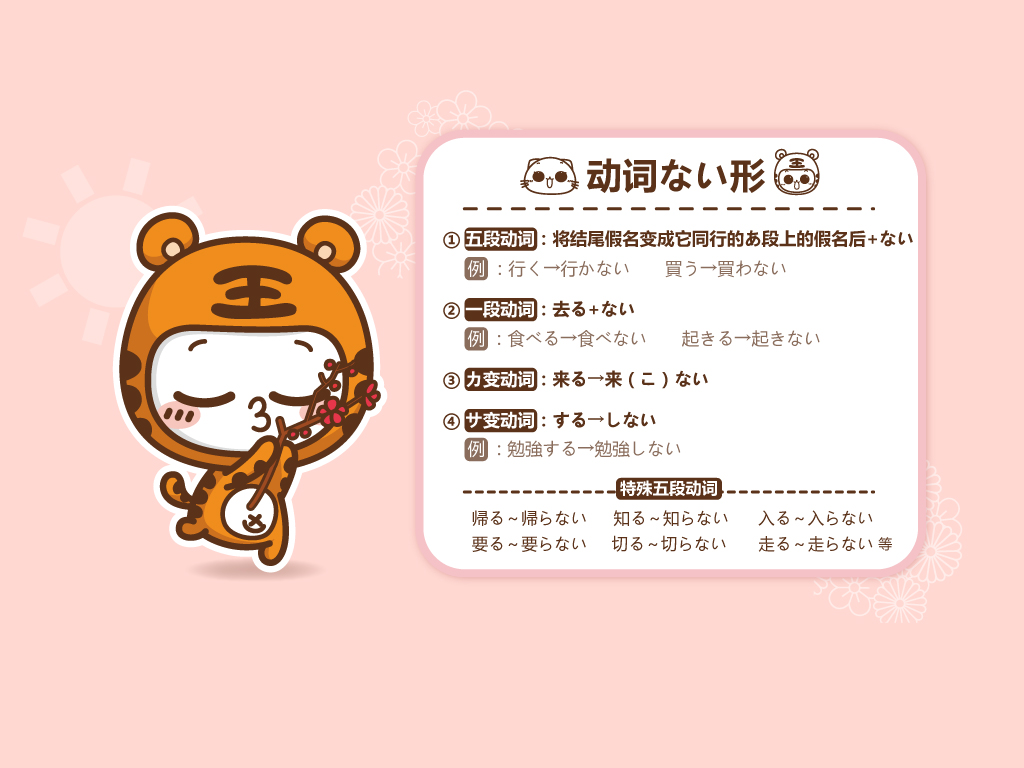 动词ない形
① 五段动词：将结尾假名变成它同行的あ段上的假名后+ない
例：行く→行かない 買う→買わない
② 一段动词：去る+ない
例：食べる→食べない 起きる→起きない
③ カ变动词：来る→来（こ）ない
④ サ变动词：する→しない
例：勉強する→勉強しない
特殊五段动词
帰る～帰らない 知る～知らない 入る～入らない
要る～要らない 切る～切らない 走る～走らない 等